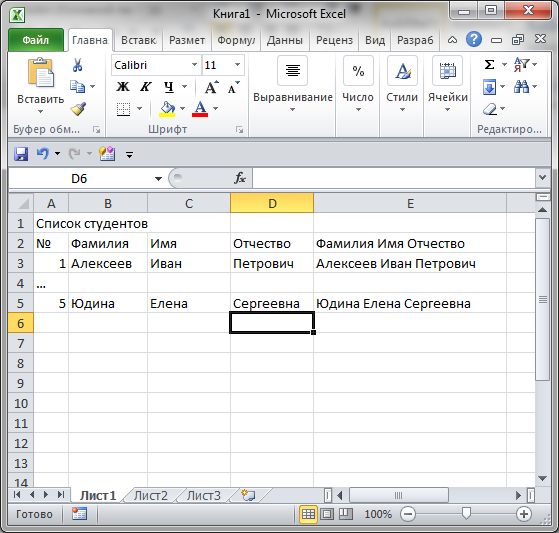 Книга1 - Microsoft Excel
Файл Главна Вставк Размет Формул Данны Реценз Вид Разраб
Calibri 11
Вставить Ж К Ч Выравнивание Число Стили Ячейки
Буфер обм... Шрифт Редактиро...
D6 fx
A B C D E
1 Список студентов
2 № Фамилия Имя Отчество Фамилия Имя Отчество
3 1 Алексеев Иван Петрович Алексеев Иван Петрович
4 ...
5 5 Юдина Елена Сергеевна Юдина Елена Сергеевна
6
7
8
9
10
11
12
13
14
Лист1 Лист2 Лист3
Готово 100%